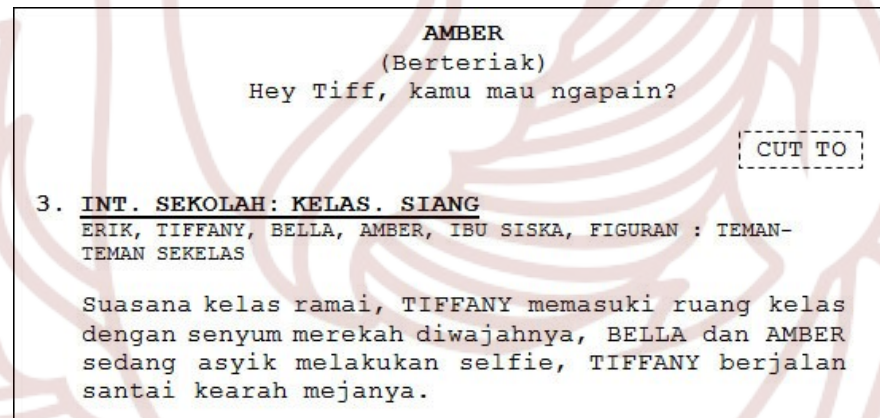 AMBER
(Berteriak)
Hey Tiff, kamu mau ngapain?
CUT TO
3. INT. SEKOLAH: KELAS. SIANG
ERIK, TIFFANY, BELLA, AMBER, IBU SISKA, FIGURAN : TEMAN-
TEMAN SEKELAS
Suasana kelas ramai, TIFFANY memasuki ruang kelas
dengan senyum merekah diwajahnya, BELLA dan AMBER
sedang asyik melakukan selfie, TIFFANY berjalan
santai kearah mejanya.